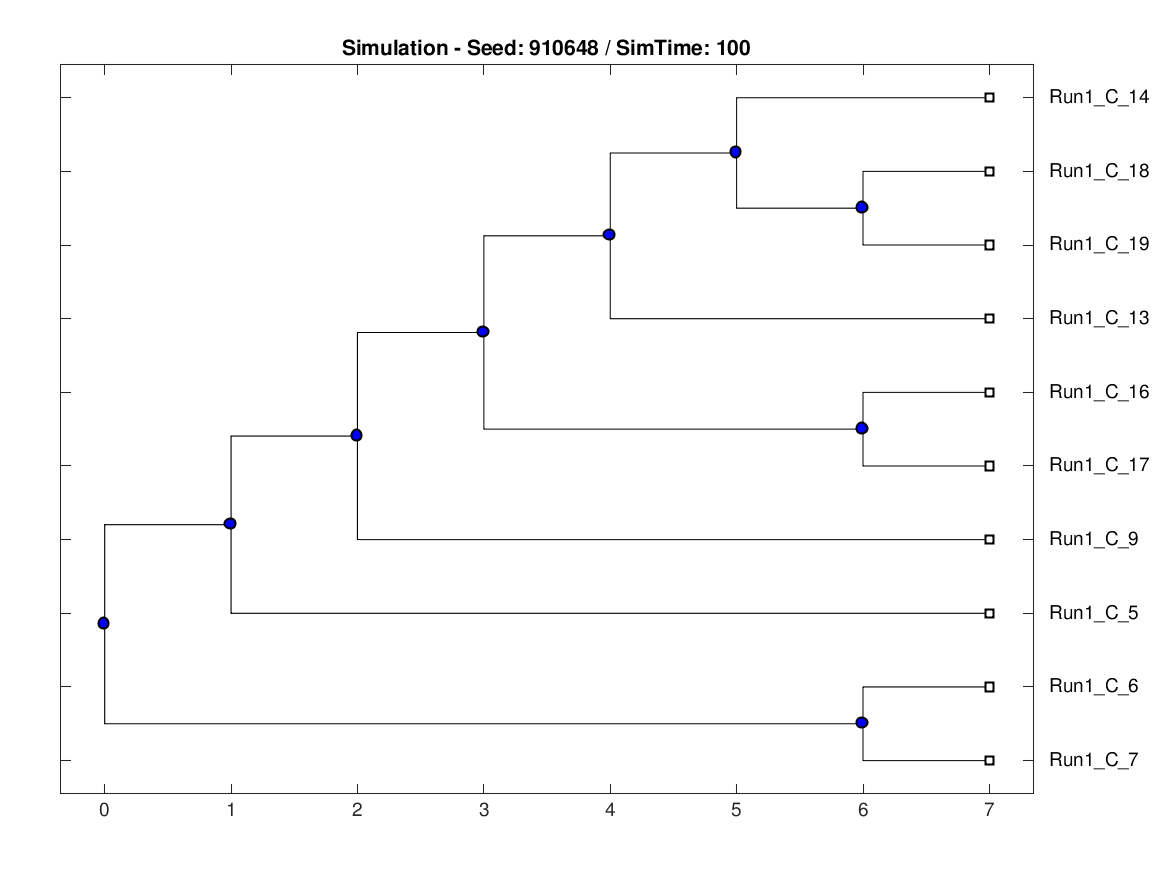 Simulation - Seed: 910648 / SimTime: 100
Run1_C_14
Run1_C_18
Run1_C_19
Run1_C_13
Run1_C_16
Run1_C_17
Run1_C_9
Run1_C_5
Run1_C_6
Run1_C_7
0 1 2 3 4 5 6 7